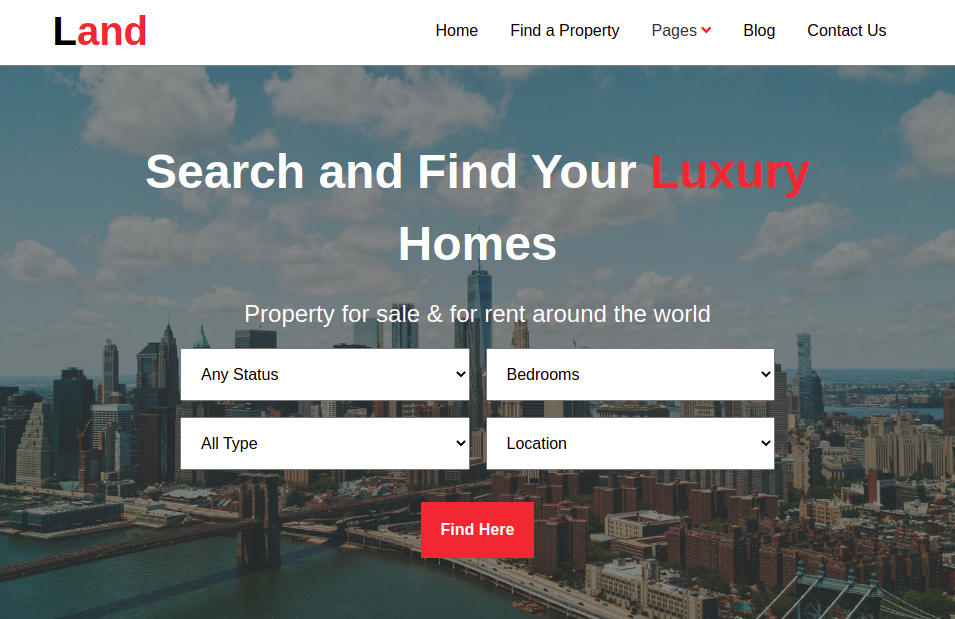 Land
Home Find a Property Pages Blog Contact Us
Search and Find Your Luxury
Homes
Property for sale & for rent around the world
Any Status Bedrooms
All Type Location
Find Here